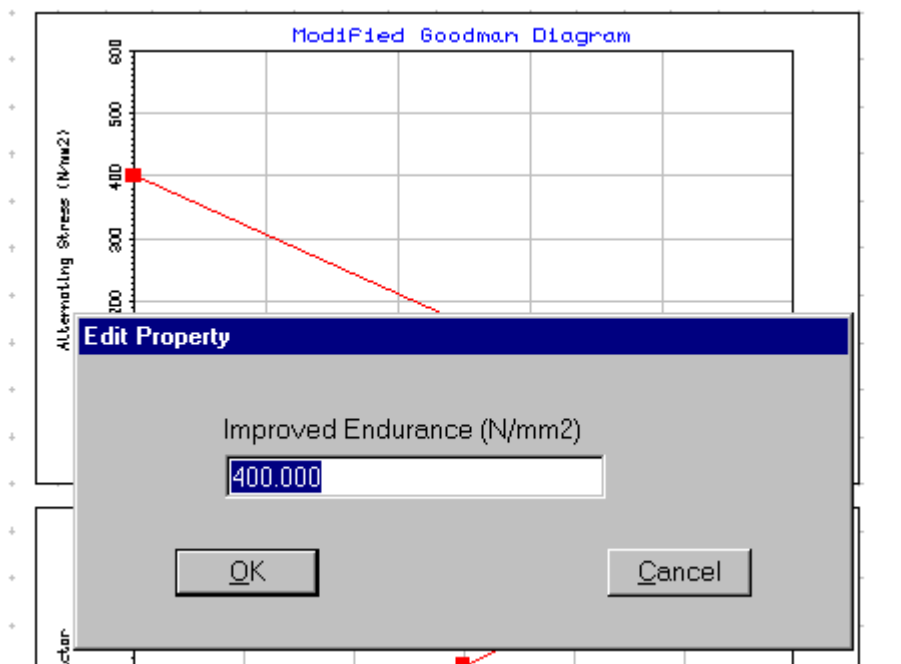 Modified Goodman Diagram
600
500
400
300
200
Alternating Stress (N/mm2)
Edit Property
Improved Endurance (N/mm2)
400.000
OK
Cancel